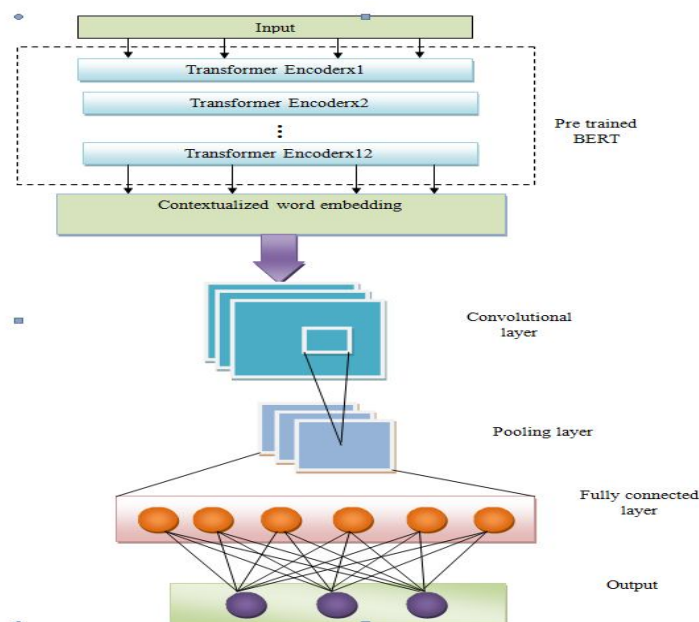 Input
Transformer Encoderx1
Transformer Encoderx2
⋮
Transformer Encoderx12
Pre trained
BERT
Contextualized word embedding
Convolutional
layer
Pooling layer
Fully connected
layer
Output